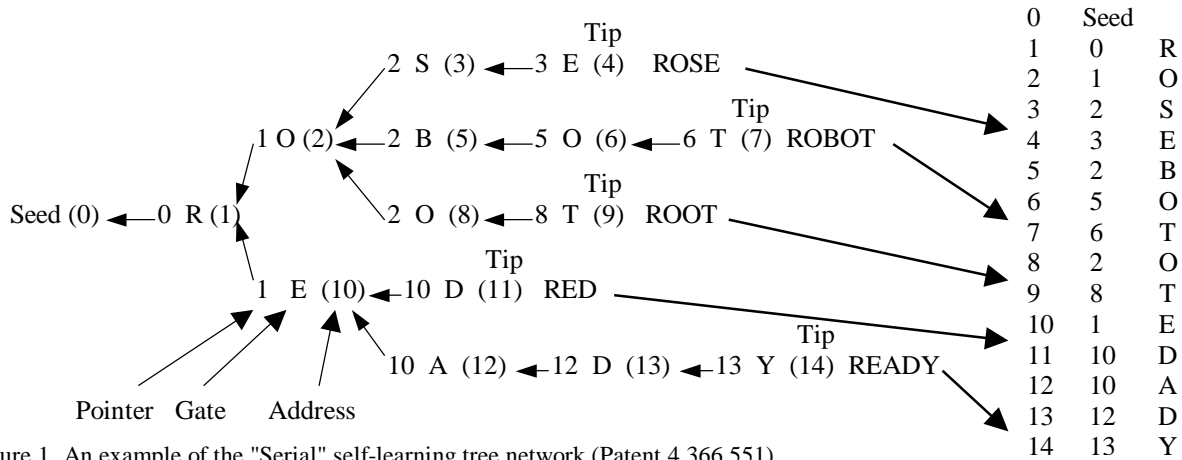 Tip
2 S (3) 3 E (4) ROSE
Tip
1 O (2) 2 B (5) 5 O (6) 6 T (7) ROBOT
Tip
Seed (0) 0 R (1) 2 O (8) 8 T (9) ROOT
Tip
1 E (10) 10 D (11) RED
Tip
10 A (12) 12 D (13) 13 Y (14) READY
Pointer Gate Address
0 Seed
1 0 R
2 1 O
3 2 S
4 3 E
5 2 B
6 5 O
7 6 T
8 2 O
9 8 T
10 1 E
11 10 D
12 10 A
13 12 D
14 13 Y
ure 1. An example of the "Serial" self-learning tree network (Patent 4,366,551)